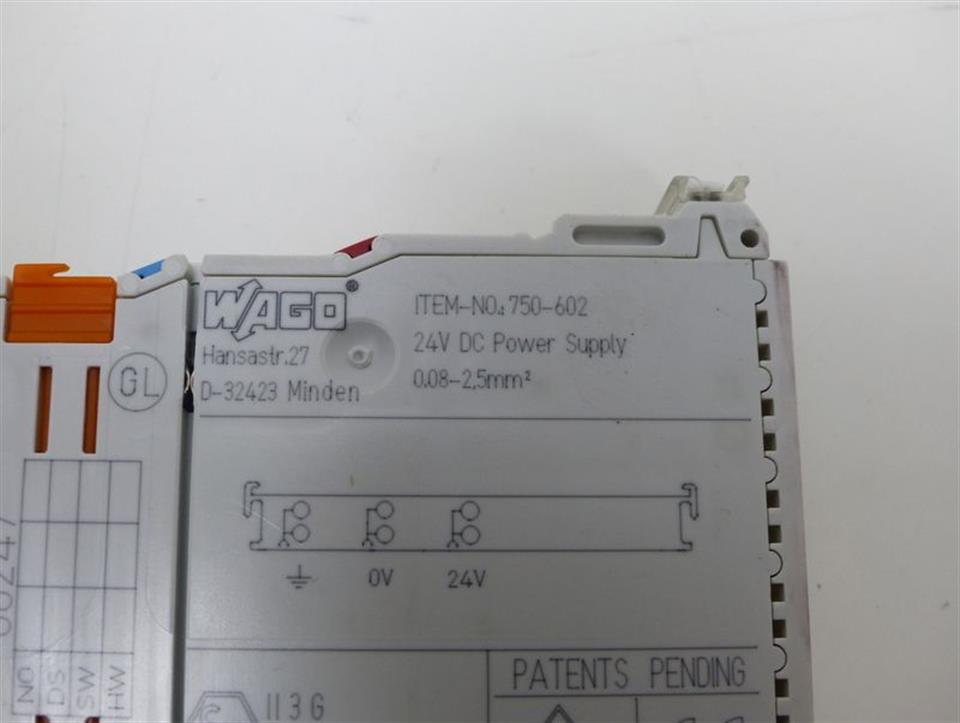 WAGO®
Hansastr.27
D-32423 Minden
ITEM-NO.:750-602
24V DC Power Supply
0.08-2.5mm²
GL
0V
24V
II 3 G
PATENTS PENDING
NO
DS
SW
HW